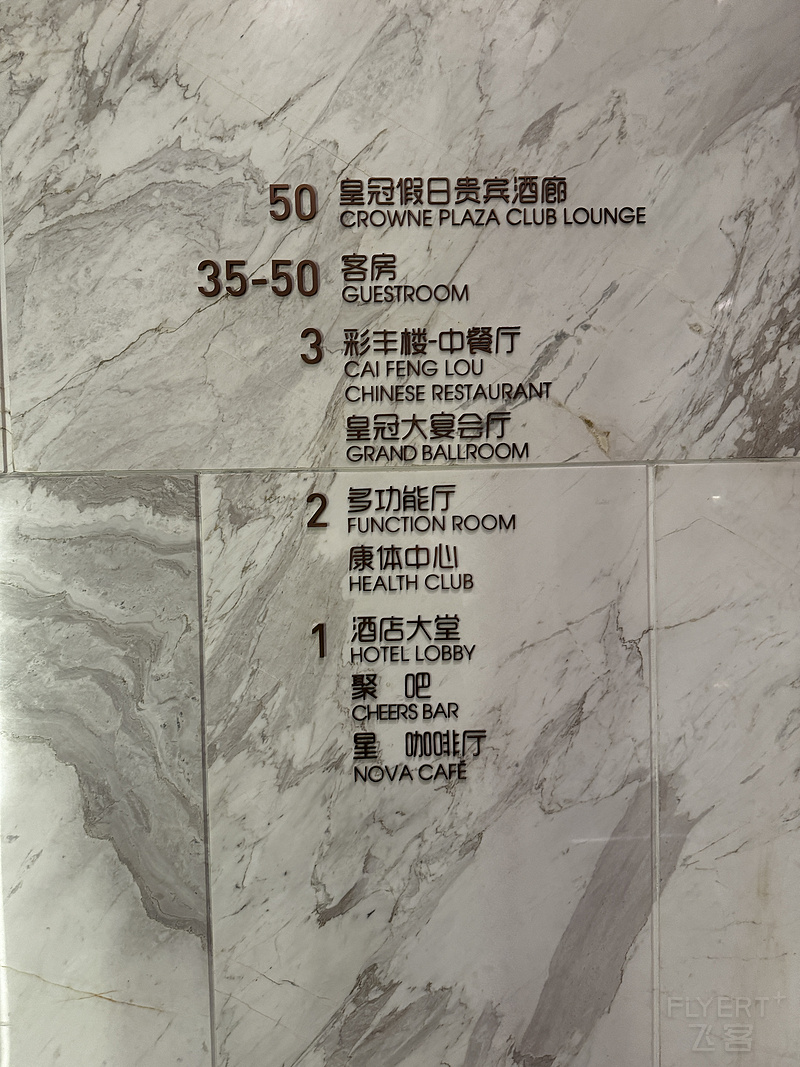 50 皇冠假日贵宾酒廊
CROWNE PLAZA CLUB LOUNGE
35-50 客房
GUESTROOM
3 彩丰楼-中餐厅
CAI FENG LOU
CHINESE RESTAURANT
皇冠大宴会厅
GRAND BALLROOM
2 多功能厅
FUNCTION ROOM
康体中心
HEALTH CLUB
1 酒店大堂
HOTEL LOBBY
聚 吧
CHEERS BAR
星 咖啡厅
NOVA CAFÉ
FLYERT+
飞客